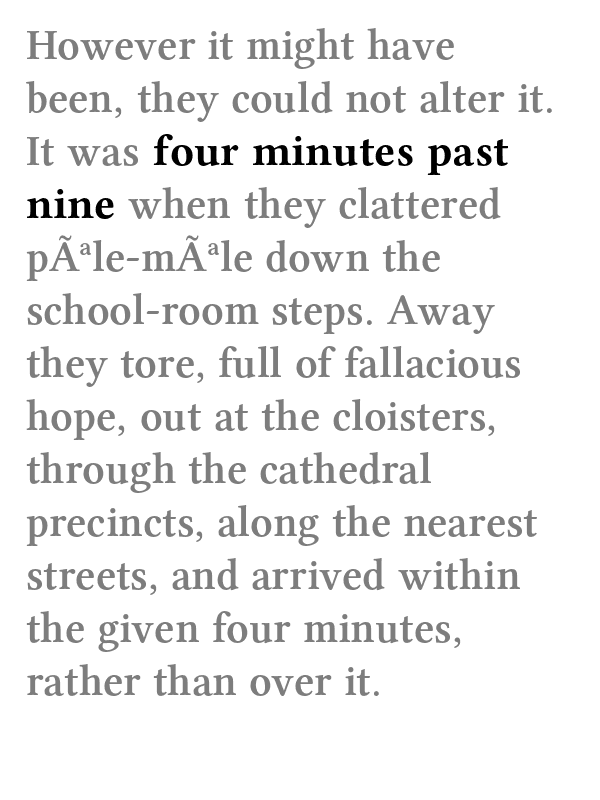 However it might have
been, they could not alter it.
It was four minutes past
nine when they clattered
pÃªle-mÃªle down the
school-room steps. Away
they tore, full of fallacious
hope, out at the cloisters,
through the cathedral
precincts, along the nearest
streets, and arrived within
the given four minutes,
rather than over it.